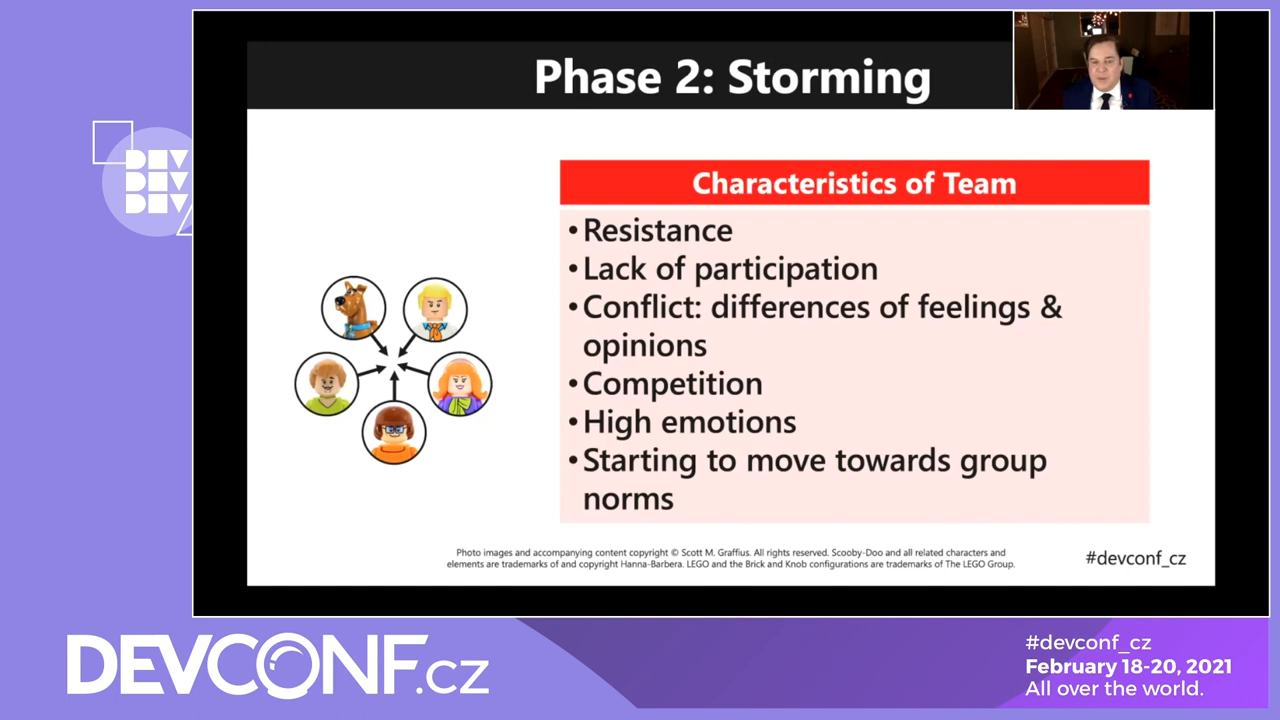 Phase 2: Storming
DEV
DEV
DEV
Characteristics of Team
•Resistance
•Lack of participation
•Conflict: differences of feelings &
opinions
•Competition
•High emotions
•Starting to move towards group
norms
Photo images and accompanying content copyright © Scott M. Graffius. All rights reserved. Scooby-Doo and all related characters and
elements are trademarks of and copyright Hanna-Barbera. LEGO and the Brick and Knob configurations are trademarks of The LEGO Group.
#devconf_cz
DEVCONF.cz
#devconf_cz
February 18-20, 2021
All over the world.